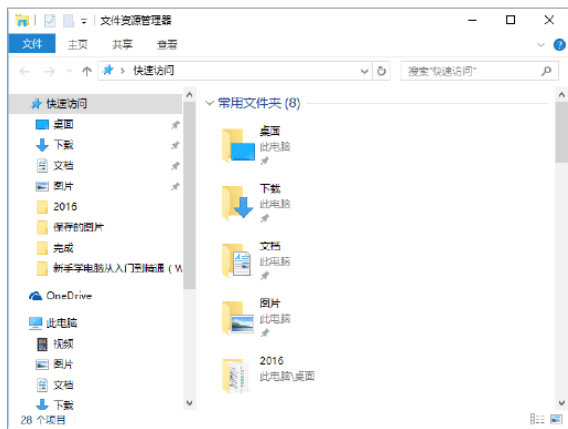 文件资源管理器
文件 主页 共享 查看
快速访问
搜索"快速访问"
快速访问
桌面
下载
文档
图片
2016
保存的图片
完成
新手学电脑从入门到精通（W
OneDrive
此电脑
视频
图片
文档
下载
常用文件夹 (8)
桌面
此电脑
下载
此电脑
文档
此电脑
图片
此电脑
2016
此电脑\桌面
28 个项目